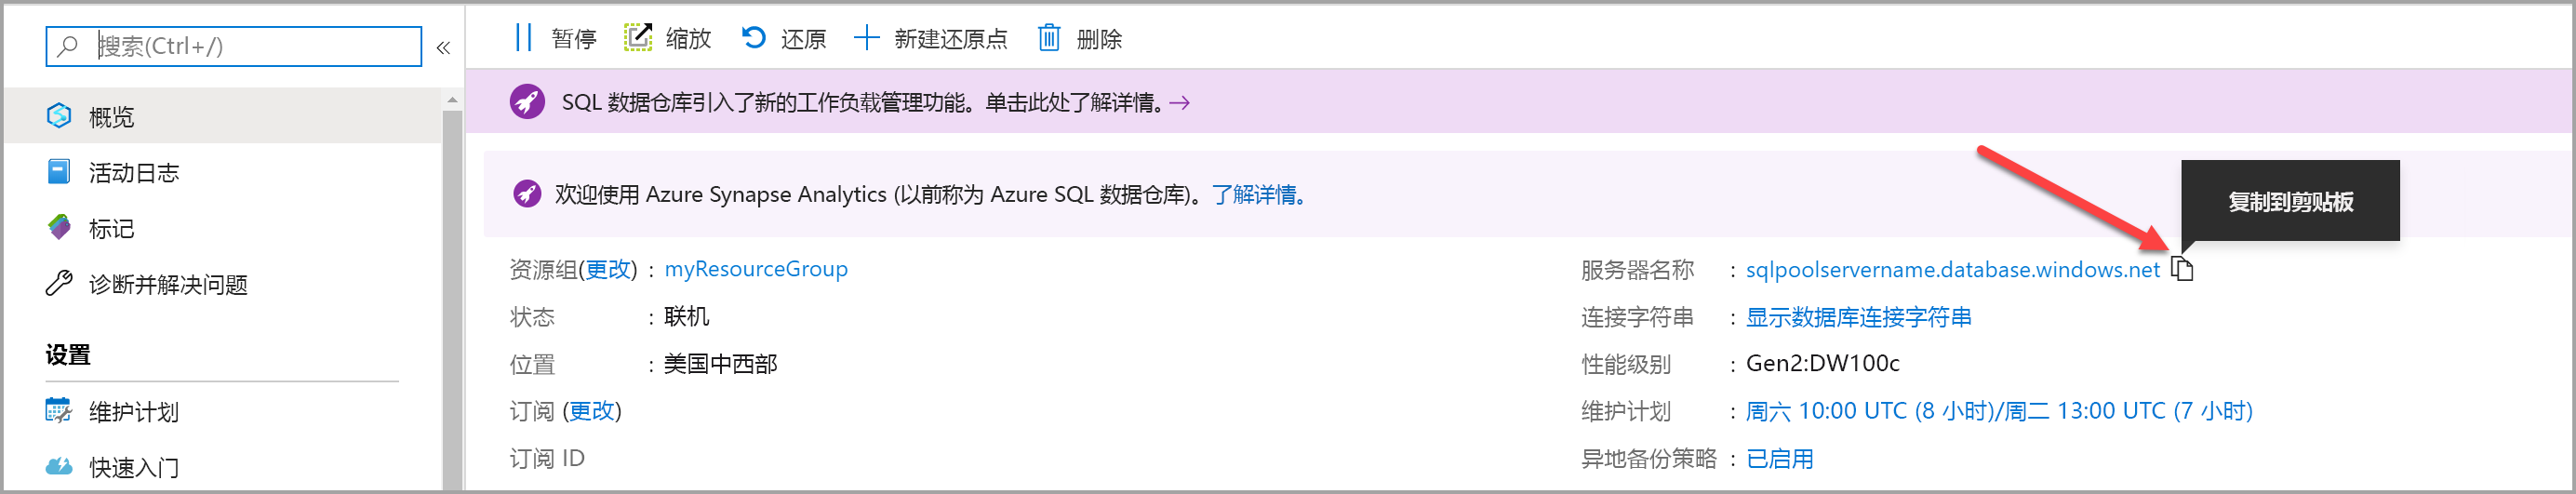 搜索(Ctrl+/)
«
概览
活动日志
标记
诊断并解决问题
设置
维护计划
快速入门
暂停 缩放 还原 新建还原点 删除
SQL 数据仓库引入了新的工作负载管理功能。单击此处了解详情。→
欢迎使用 Azure Synapse Analytics (以前称为 Azure SQL 数据仓库)。了解详情。
复制到剪贴板
资源组(更改) : myResourceGroup
状态 : 联机
位置 : 美国中西部
订阅 (更改)
订阅 ID
服务器名称 : sqlpoolservername.database.windows.net
连接字符串 : 显示数据库连接字符串
性能级别 : Gen2:DW100c
维护计划 : 周六 10:00 UTC (8 小时)/周二 13:00 UTC (7 小时)
异地备份策略 : 已启用